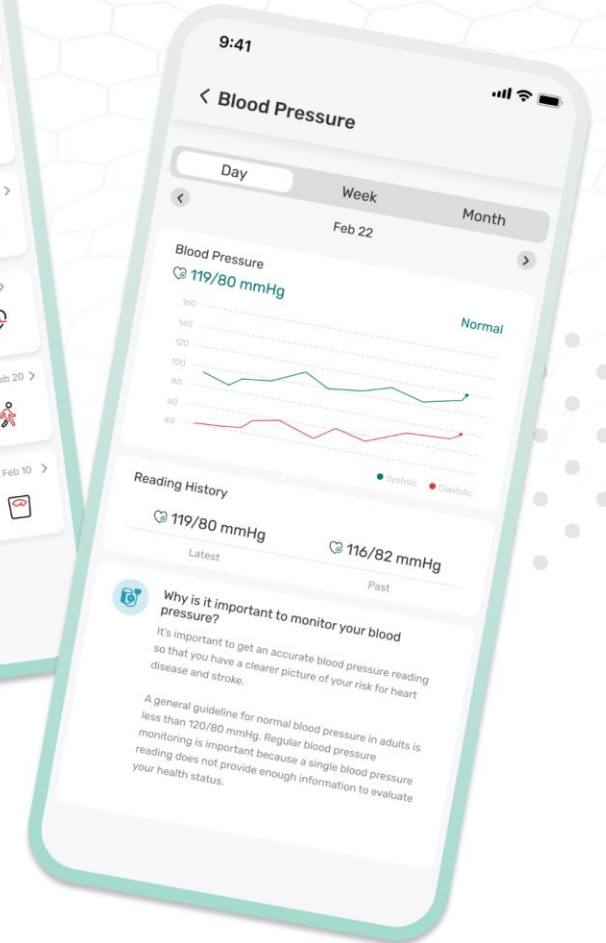 9:41
Blood Pressure
Day
Week
Month
Feb 22
Blood Pressure
119/80 mmHg
Normal
160
140
120
100
80
60
40
Systolic
Diastolic
Reading History
119/80 mmHg
Latest
116/82 mmHg
Past
Why is it important to monitor your blood
pressure?
It's important to get an accurate blood pressure reading
so that you have a clearer picture of your risk for heart
disease and stroke.
A general guideline for normal blood pressure in adults is
less than 120/80 mmHg. Regular blood pressure
monitoring is important because a single blood pressure
reading does not provide enough information to evaluate
your health status.
Feb 10